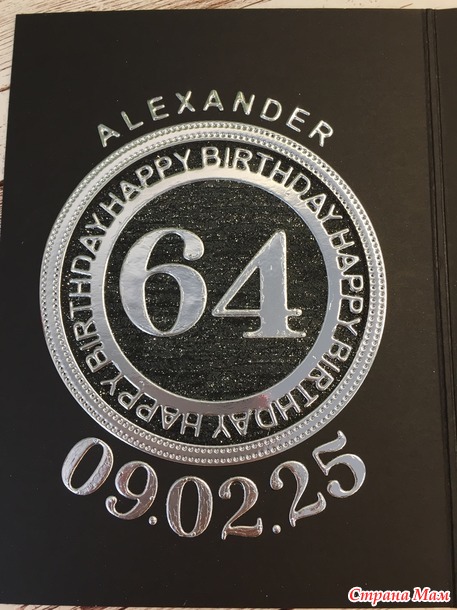 ALEXANDER
HAPPY BIRTHDAY HAPPY BIRTHDAY HAPPY BIRTHDAY
64
09.02.25
Страна Мам